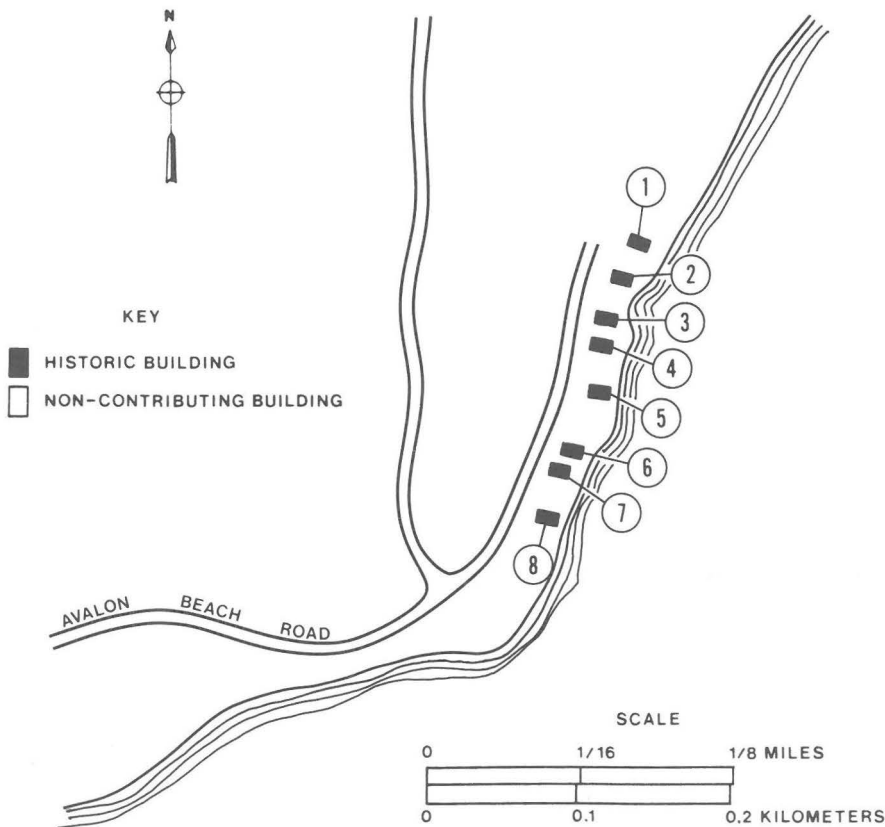 N
1
2
KEY
3
HISTORIC BUILDING
4
NON-CONTRIBUTING BUILDING
5
6
7
8
AVALON BEACH ROAD
SCALE
0 1/16 1/8 MILES
0 0.1 0.2 KILOMETERS